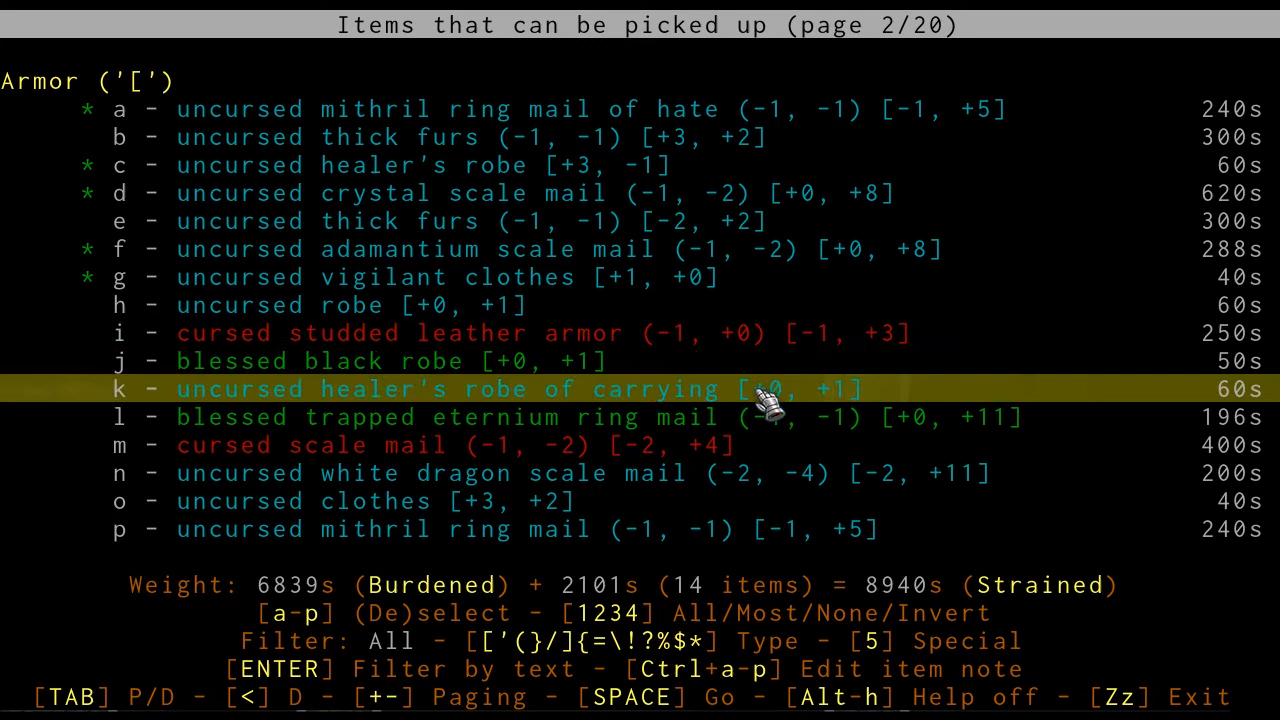 Items that can be picked up (page 2/20)
Armor ('[')
* a - uncursed mithril ring mail of hate (-1, -1) [-1, +5] 240s
b - uncursed thick furs (-1, -1) [+3, +2] 300s
* c - uncursed healer's robe [+3, -1] 60s
* d - uncursed crystal scale mail (-1, -2) [+0, +8] 620s
e - uncursed thick furs (-1, -1) [-2, +2] 300s
* f - uncursed adamantium scale mail (-1, -2) [+0, +8] 288s
* g - uncursed vigilant clothes [+1, +0] 40s
h - uncursed robe [+0, +1] 60s
i - cursed studded leather armor (-1, +0) [-1, +3] 250s
j - blessed black robe [+0, +1] 50s
k - uncursed healer's robe of carrying [+0, +1] 60s
l - blessed trapped eternium ring mail (-1, -1) [+0, +11] 196s
m - cursed scale mail (-1, -2) [-2, +4] 400s
n - uncursed white dragon scale mail (-2, -4) [-2, +11] 200s
o - uncursed clothes [+3, +2] 40s
p - uncursed mithril ring mail (-1, -1) [-1, +5] 240s
Weight: 6839s (Burdened) + 2101s (14 items) = 8940s (Strained)
[a-p] (De)select - [1234] All/Most/None/Invert
Filter: All - [['(}/]{=\!?%$*] Type - [5] Special
[ENTER] Filter by text - [Ctrl+a-p] Edit item note
[TAB] P/D - [<] D - [+-] Paging - [SPACE] Go - [Alt-h] Help off - [Zz] Exit